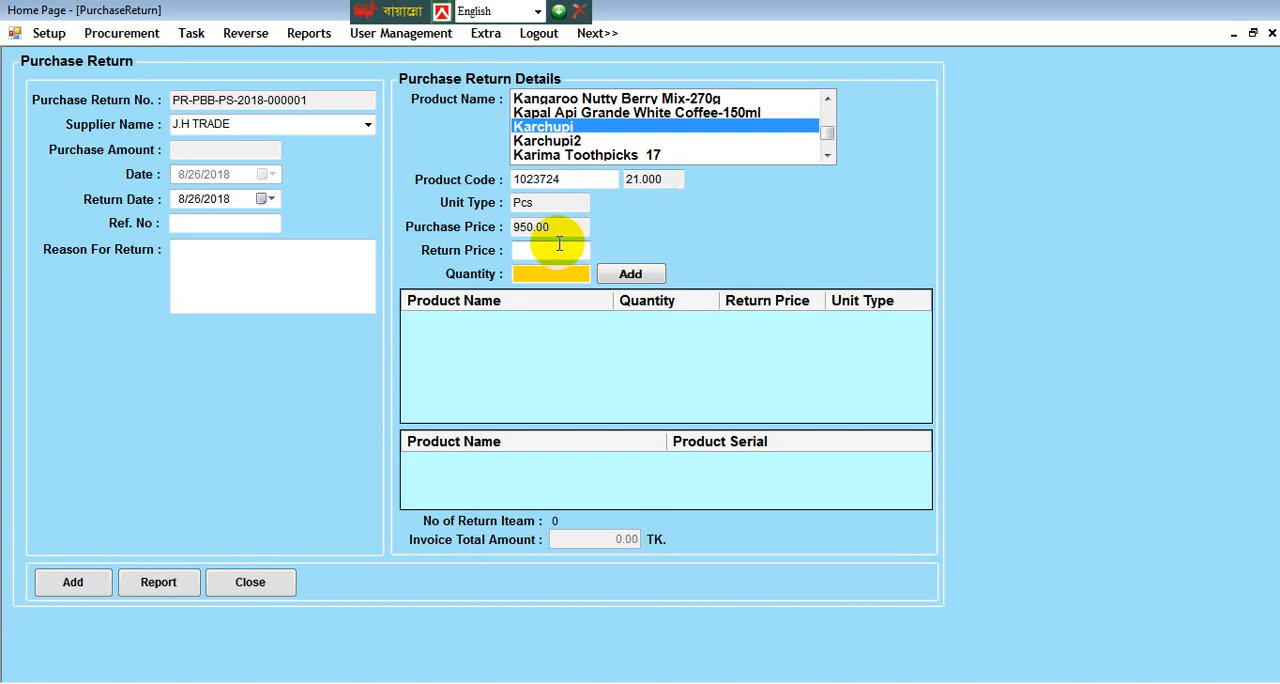 Home Page - [PurchaseReturn]
বায়ান্নো
English
Setup Procurement Task Reverse Reports User Management Extra Logout Next>>
Purchase Return
Purchase Return No. : PR-PBB-PS-2018-000001
Supplier Name : J.H TRADE
Purchase Amount :
Date : 8/26/2018
Return Date : 8/26/2018
Ref. No :
Reason For Return :
Purchase Return Details
Product Name :
Kangaroo Nutty Berry Mix-270g
Kapal Api Grande White Coffee-150ml
Karchupi
Karchupi2
Karima Toothpicks 17
Product Code : 1023724 21.000
Unit Type : Pcs
Purchase Price : 950.00
Return Price :
Quantity : Add
Product Name Quantity Return Price Unit Type
Product Name Product Serial
No of Return Iteam : 0
Invoice Total Amount : 0.00 TK.
Add Report Close